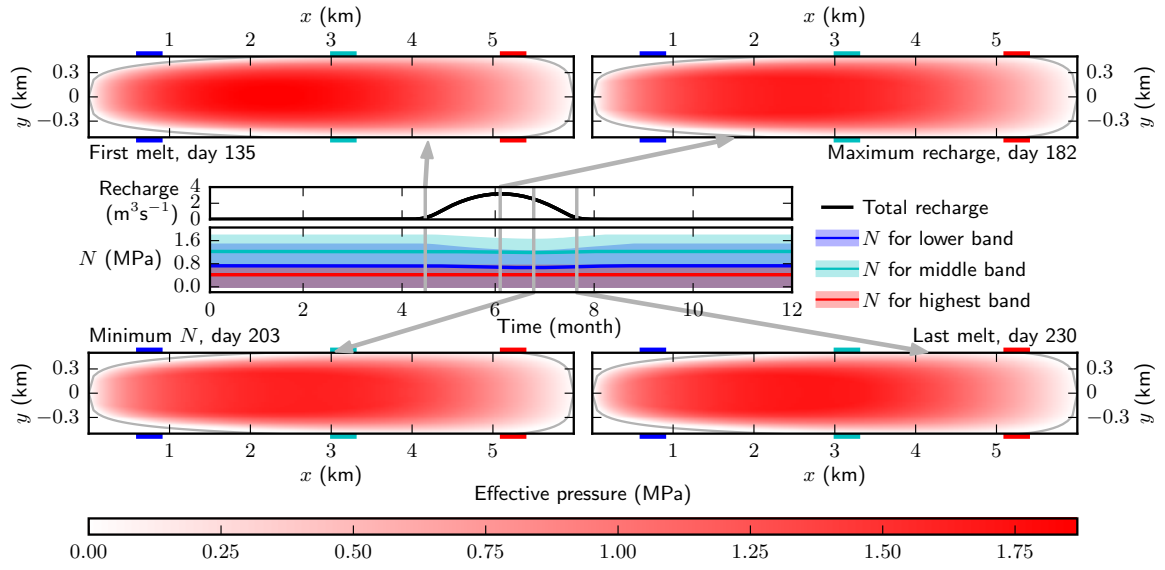 x (km)
1 2 3 4 5 1 2 3 4 5
y (km) 0.3 0 −0.3 0.3 0 −0.3 y (km)
First melt, day 135 Maximum recharge, day 182
Recharge (m³s⁻¹) 4 2 0
Total recharge
N (MPa) 1.6 0.8 0.0
N for lower band
N for middle band
N for highest band
0 2 4 6 8 10 12
Time (month)
Minimum N, day 203 Last melt, day 230
y (km) 0.3 0 −0.3 0.3 0 −0.3 y (km)
1 2 3 4 5 1 2 3 4 5
x (km) x (km)
Effective pressure (MPa)
0.00 0.25 0.50 0.75 1.00 1.25 1.50 1.75